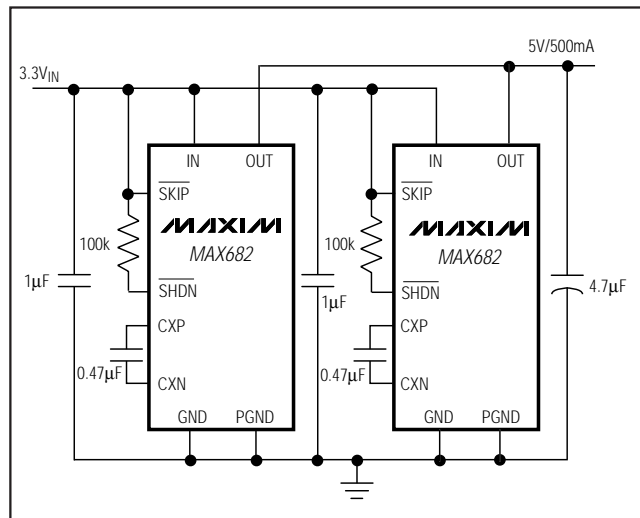 5V/500mA
3.3VIN
IN OUT
IN OUT
SKIP
SKIP
MAXIM
MAX682
MAXIM
MAX682
100k
100k
1µF
SHDN
1µF
SHDN
4.7µF
CXP
CXP
0.47µF
0.47µF
CXN
CXN
GND PGND
GND PGND